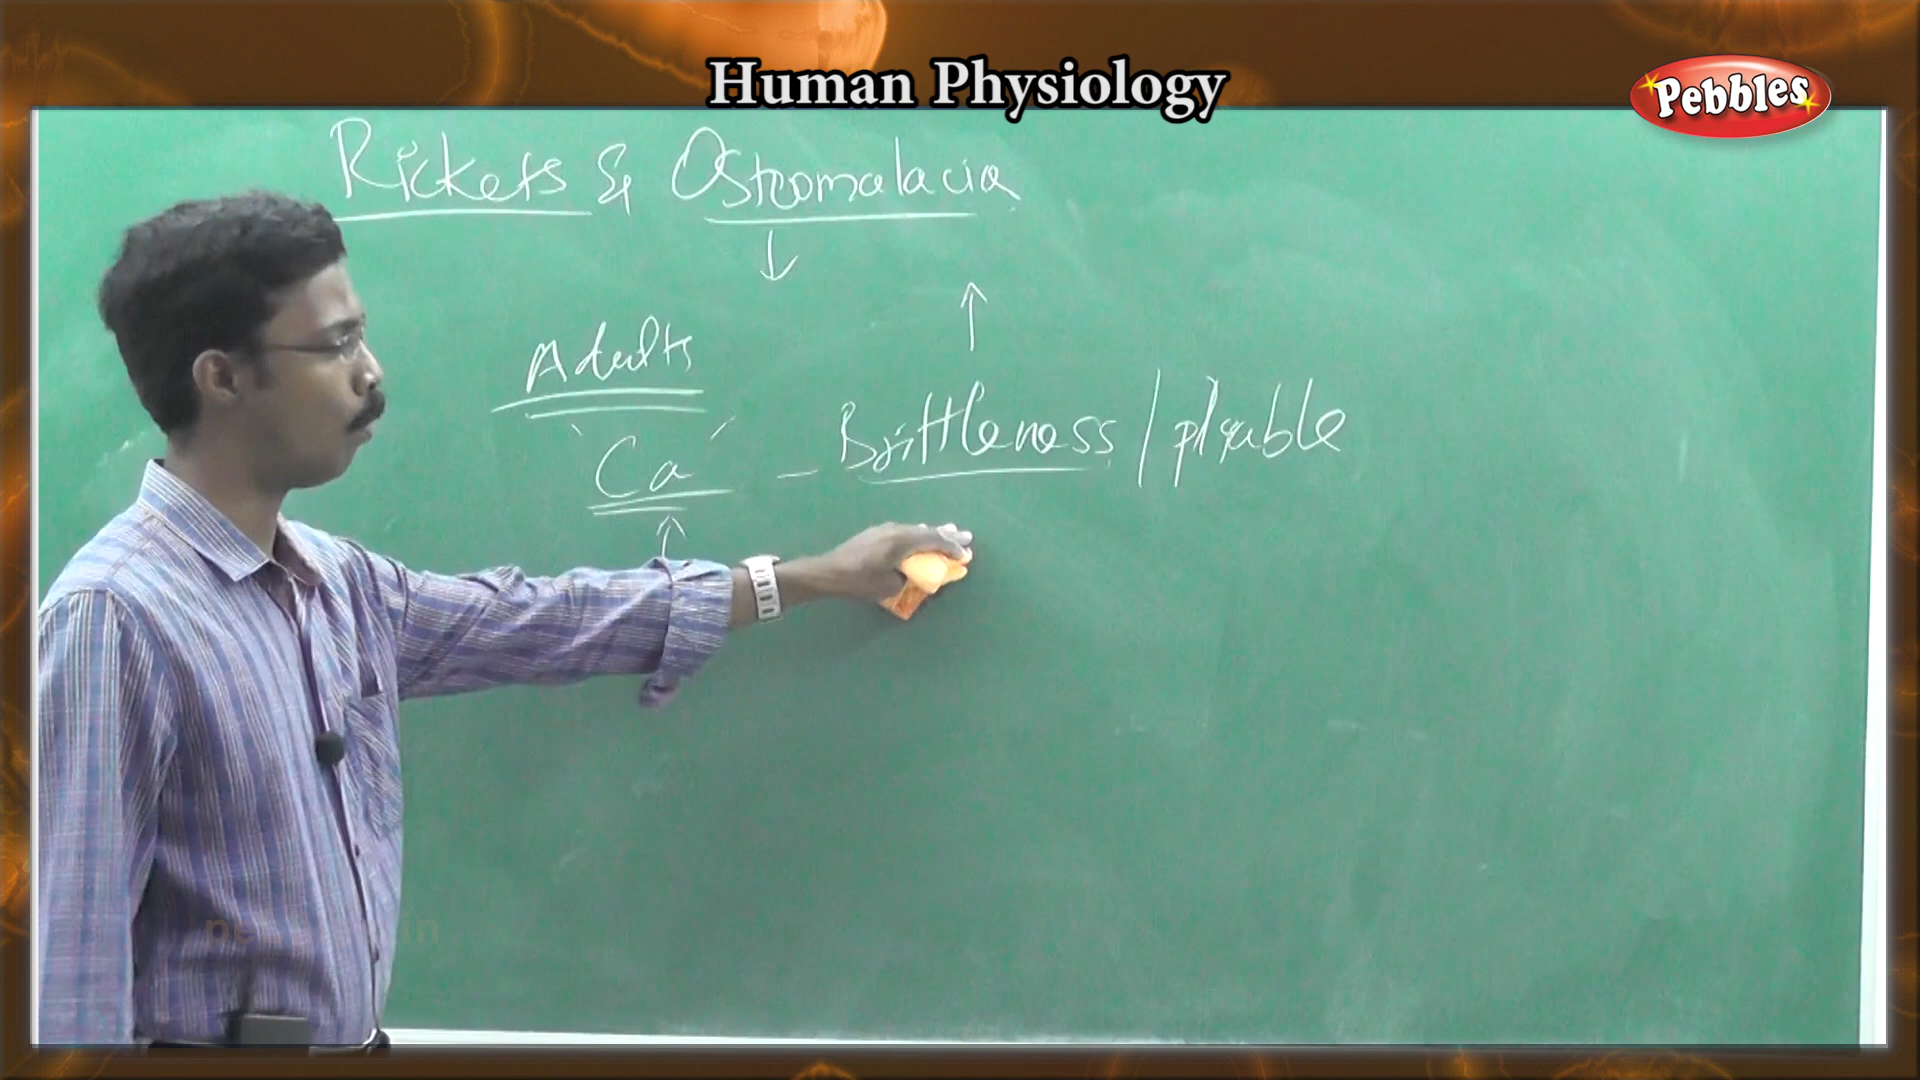 Human Physiology
Pebbles
Rickets & Osteomalacia
Adults
Ca - Brittleness / pliable